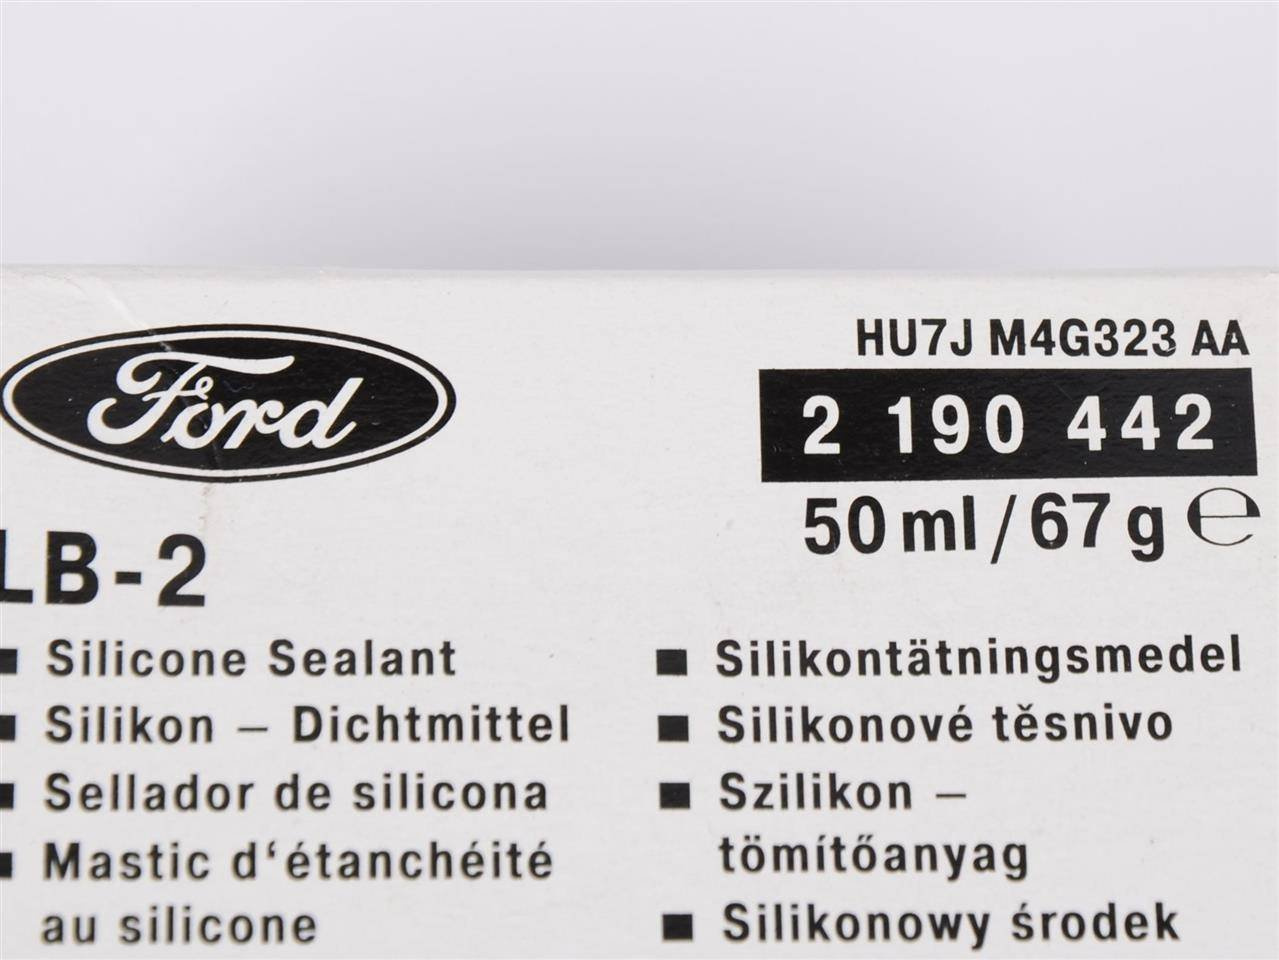 Ford
HU7J M4G323 AA
2 190 442
50 ml / 67 g ℮
LB-2
■ Silicone Sealant
■ Silikon – Dichtmittel
■ Sellador de silicona
■ Mastic d‘étanchéité
au silicone
■ Silikontätningsmedel
■ Silikonové těsnivo
■ Szilikon –
tömítőanyag
■ Silikonowy środek